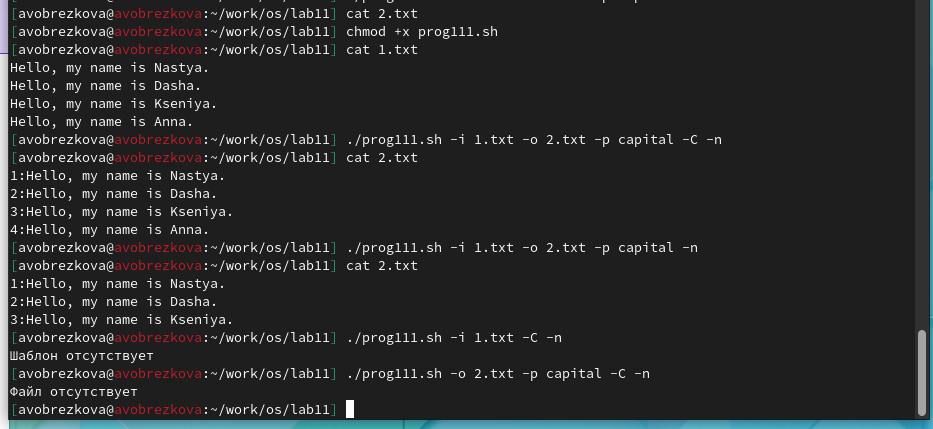 [avobrezkova@avobrezkova:~/work/os/lab11] cat 2.txt
[avobrezkova@avobrezkova:~/work/os/lab11] chmod +x prog111.sh
[avobrezkova@avobrezkova:~/work/os/lab11] cat 1.txt
Hello, my name is Nastya.
Hello, my name is Dasha.
Hello, my name is Kseniya.
Hello, my name is Anna.
[avobrezkova@avobrezkova:~/work/os/lab11] ./prog111.sh -i 1.txt -o 2.txt -p capital -C -n
[avobrezkova@avobrezkova:~/work/os/lab11] cat 2.txt
1:Hello, my name is Nastya.
2:Hello, my name is Dasha.
3:Hello, my name is Kseniya.
4:Hello, my name is Anna.
[avobrezkova@avobrezkova:~/work/os/lab11] ./prog111.sh -i 1.txt -o 2.txt -p capital -n
[avobrezkova@avobrezkova:~/work/os/lab11] cat 2.txt
1:Hello, my name is Nastya.
2:Hello, my name is Dasha.
3:Hello, my name is Kseniya.
[avobrezkova@avobrezkova:~/work/os/lab11] ./prog111.sh -i 1.txt -C -n
Шаблон отсутствует
[avobrezkova@avobrezkova:~/work/os/lab11] ./prog111.sh -o 2.txt -p capital -C -n
Файл отсутствует
[avobrezkova@avobrezkova:~/work/os/lab11]